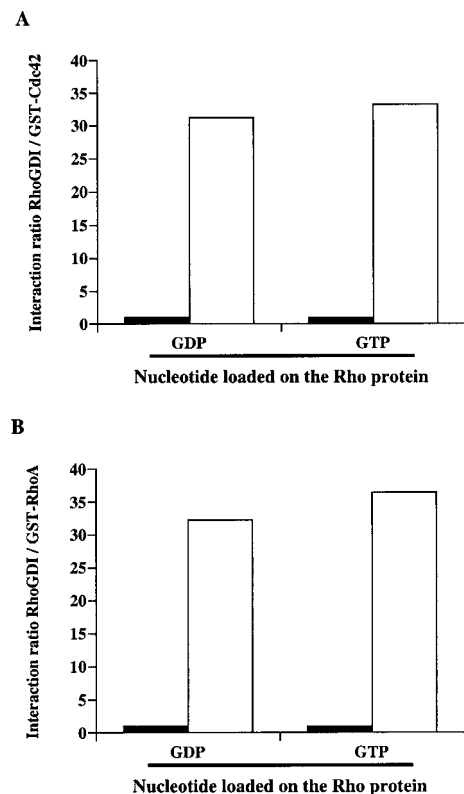 A
Interaction ratio RhoGDI / GST-Cdc42
40
35
30
25
20
15
10
5
0
GDP GTP
Nucleotide loaded on the Rho protein
B
Interaction ratio RhoGDI / GST-RhoA
40
35
30
25
20
15
10
5
0
GDP GTP
Nucleotide loaded on the Rho protein